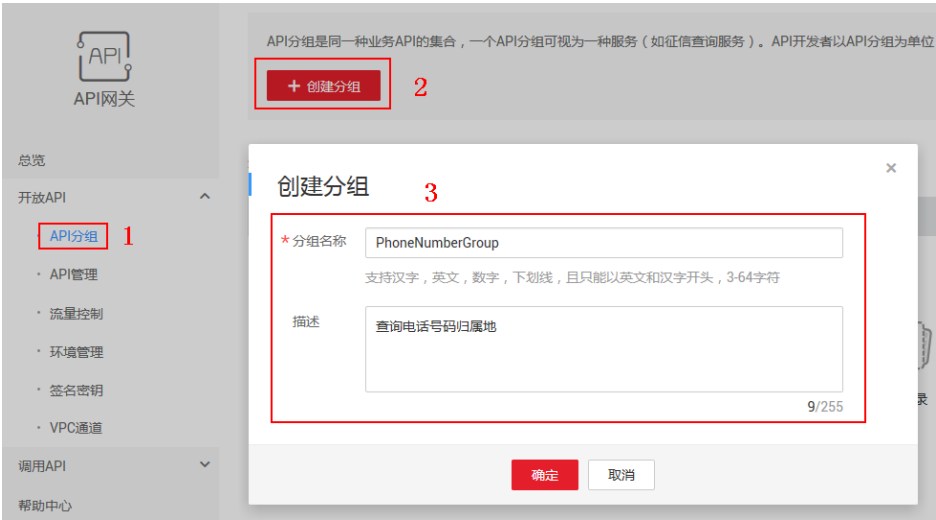 API
API网关
总览
开放API
API分组
1
API管理
流量控制
环境管理
签名密钥
VPC通道
调用API
帮助中心
API分组是同一种业务API的集合，一个API分组可视为一种服务（如征信查询服务）。API开发者以API分组为单位
+ 创建分组
2
创建分组
3
×
*分组名称
PhoneNumberGroup
支持汉字，英文，数字，下划线，且只能以英文和汉字开头，3-64字符
描述
查询电话号码归属地
9/255
确定
取消
录